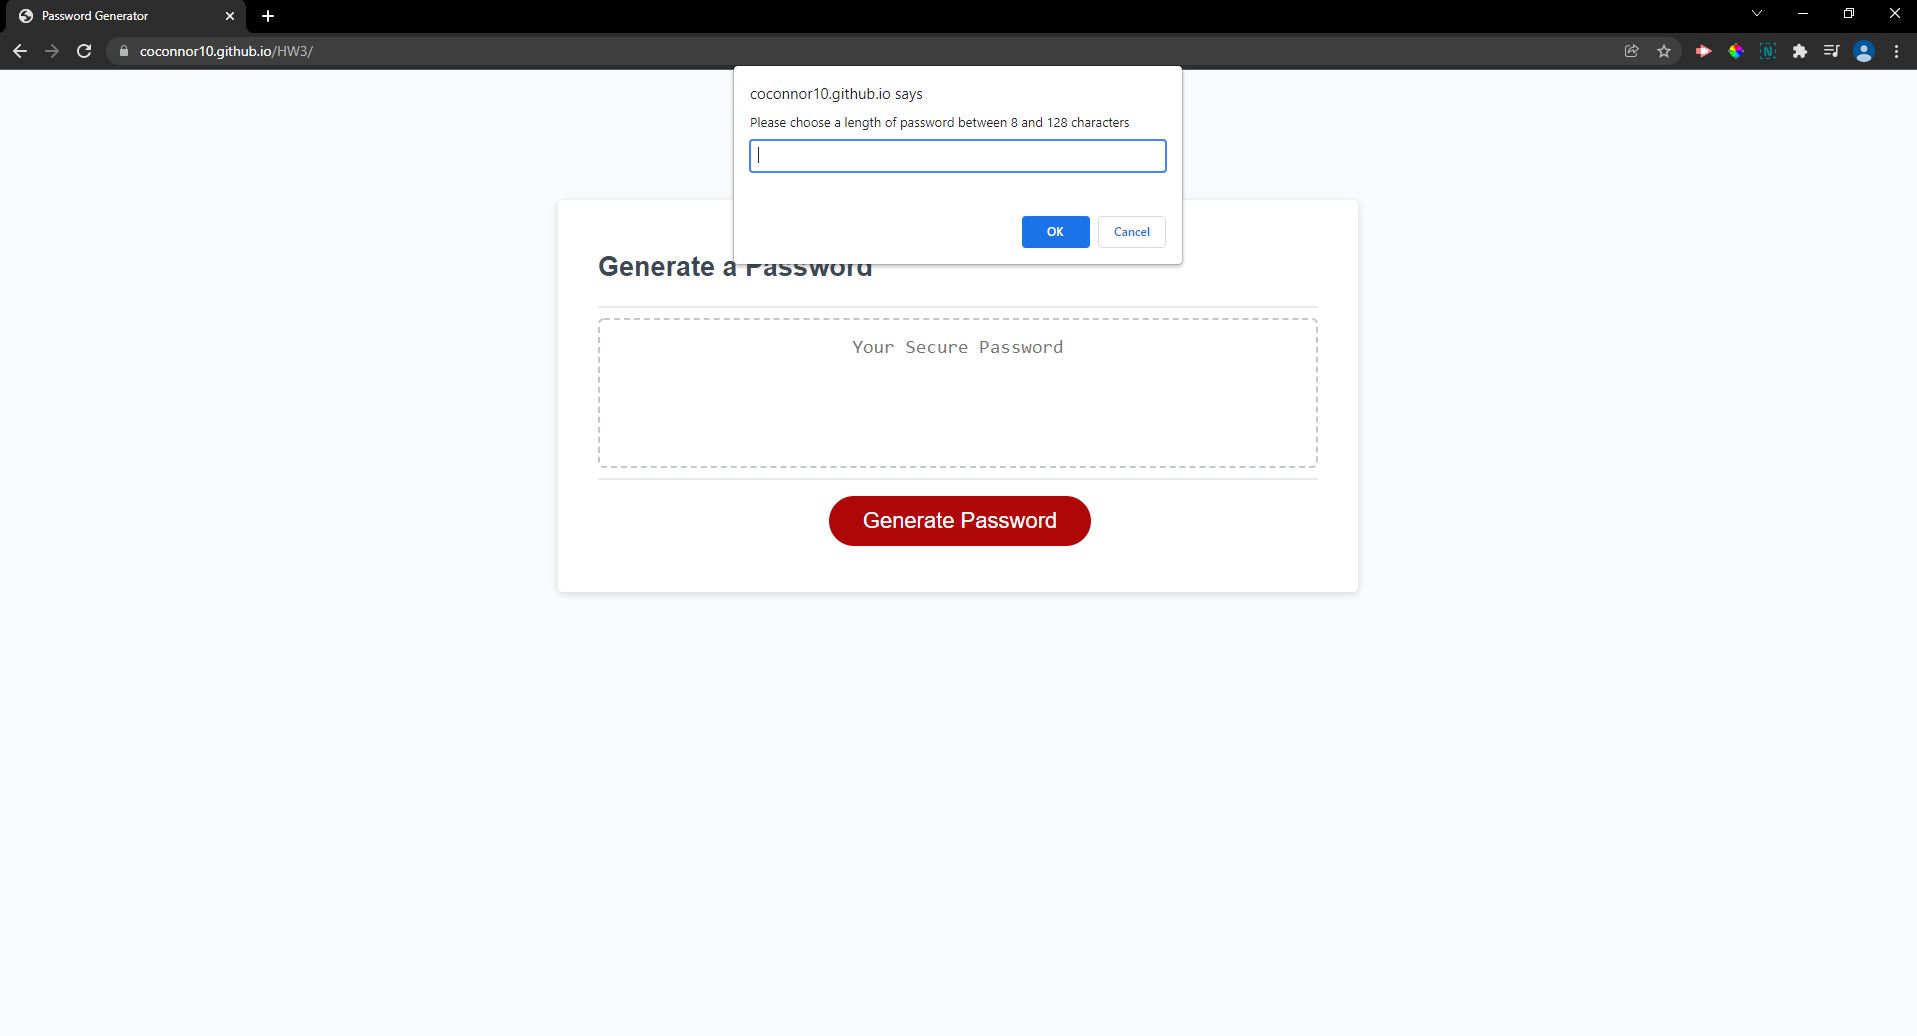 Password Generator
coconnor10.github.io/HW3/
coconnor10.github.io says
Please choose a length of password between 8 and 128 characters
OK
Cancel
Generate a Password
Your Secure Password
Generate Password